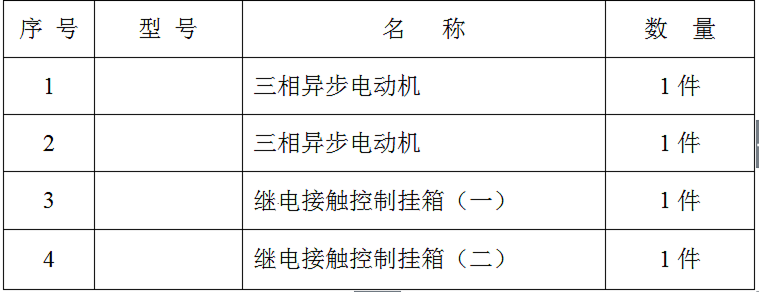 序号 型号 名称 数量
1 三相异步电动机 1件
2 三相异步电动机 1件
3 继电接触控制挂箱（一） 1件
4 继电接触控制挂箱（二） 1件